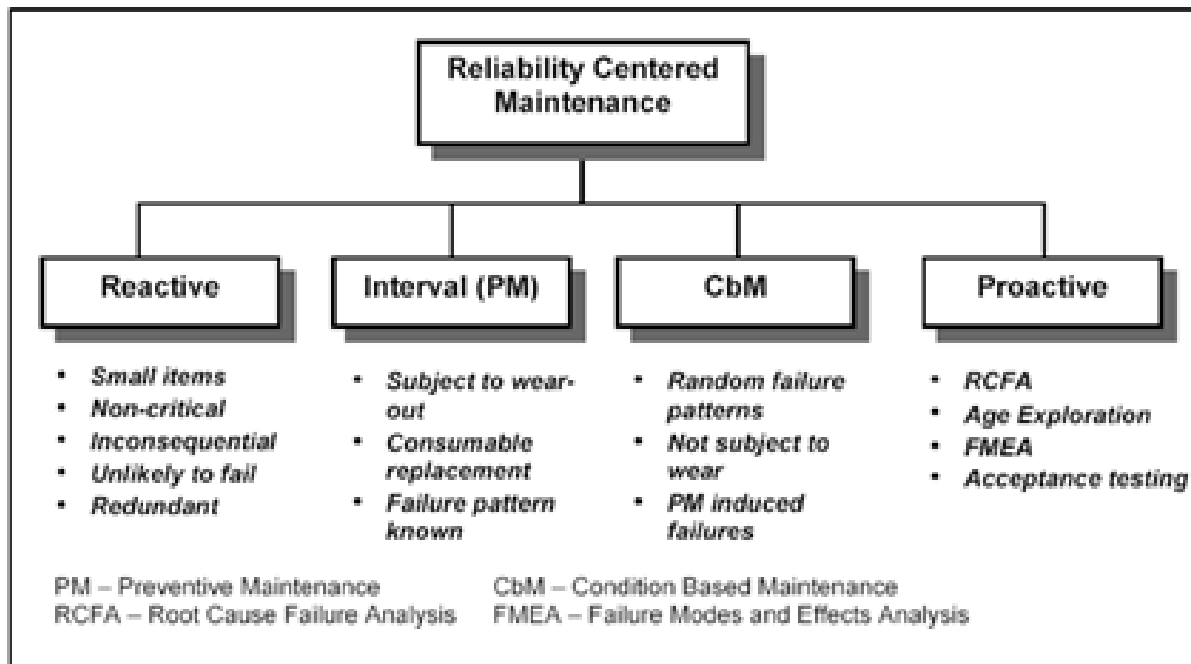 Reliability Centered
Maintenance
Reactive
Interval (PM)
CbM
Proactive
• Small items
• Non-critical
• Inconsequential
• Unlikely to fail
• Redundant
• Subject to wear-
out
• Consumable
replacement
• Failure pattern
known
• Random failure
patterns
• Not subject to
wear
• PM induced
failures
• RCFA
• Age Exploration
• FMEA
• Acceptance testing
PM – Preventive Maintenance
CbM – Condition Based Maintenance
RCFA – Root Cause Failure Analysis
FMEA – Failure Modes and Effects Analysis